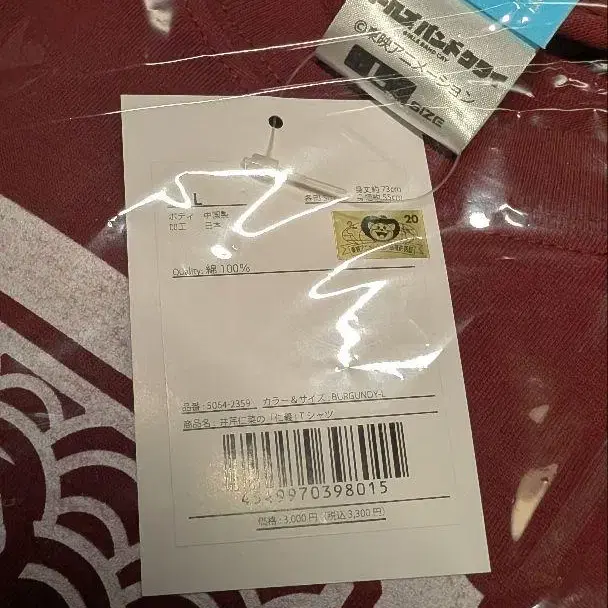 ガールズバンドクライ
GIRLS BAND CRY
©東映アニメーション
SIZE
L
身丈約73cm
身幅約55cm
ボディ 中国製
加工 日本
20
Quality: 綿100%
品番：5064-2359 カラー＆サイズ：BURGUNDY-L
商品名：井芹仁菜の「仁義」Tシャツ
970398015
価格：3,000円（税込3,300円）